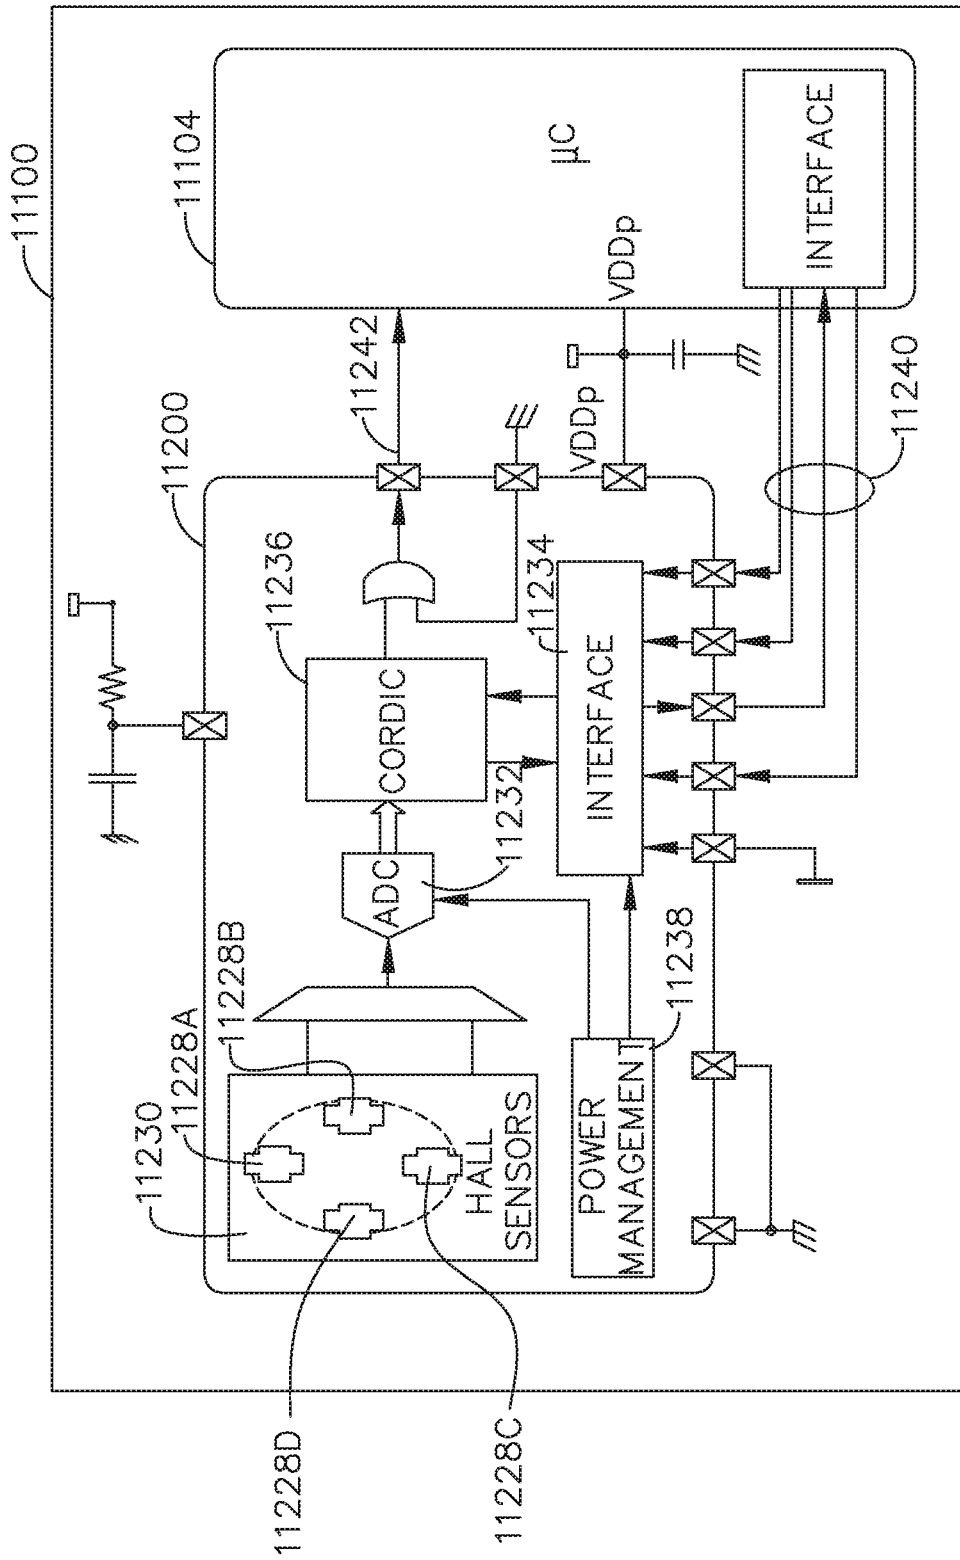 11100
11104
µC
VDDp
INTERFACE
11242
11240
11200
VDDp
11236
CORDIC
11234
INTERFACE
ADC
11232
11228B
11228A
11230
HALL
SENSORS
POWER
MANAGEMENT
11238
11228D
11228C